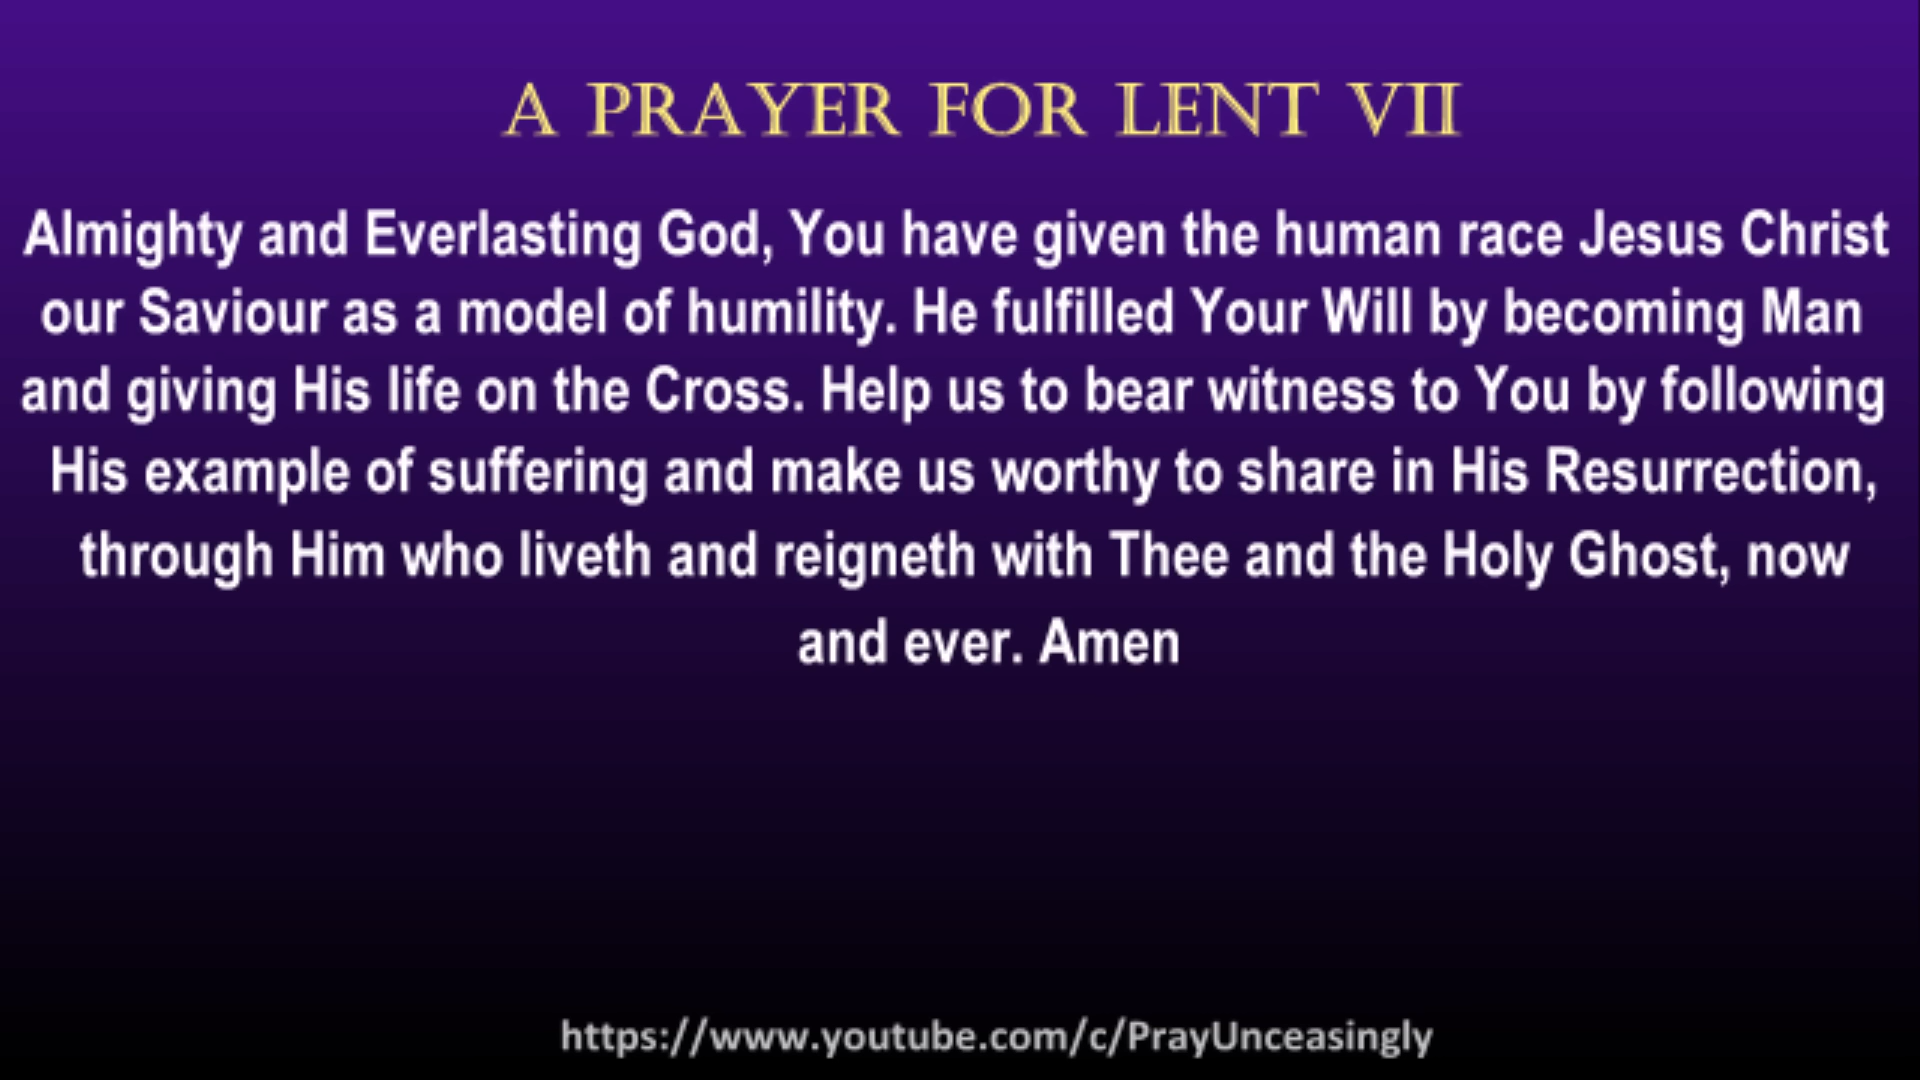 A PRAYER FOR LENT VII
Almighty and Everlasting God, You have given the human race Jesus Christ
our Saviour as a model of humility. He fulfilled Your Will by becoming Man
and giving His life on the Cross. Help us to bear witness to You by following
His example of suffering and make us worthy to share in His Resurrection,
through Him who liveth and reigneth with Thee and the Holy Ghost, now
and ever. Amen
https://www.youtube.com/c/PrayUnceasingly